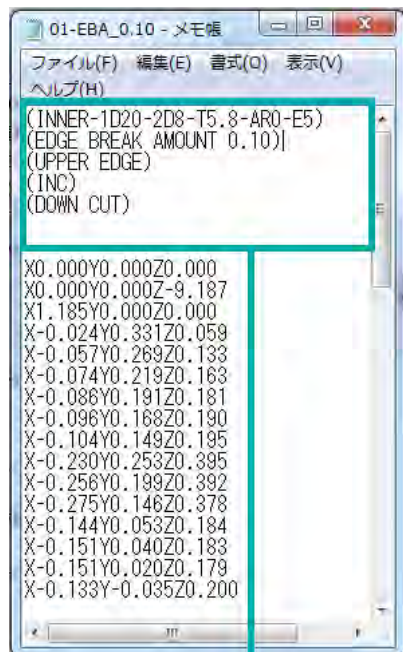 01-EBA_0.10 - メモ帳
ファイル(F) 編集(E) 書式(O) 表示(V)
ヘルプ(H)
(INNER-1D20-2D8-T5.8-AR0-E5)
(EDGE BREAK AMOUNT 0.10)
(UPPER EDGE)
(INC)
(DOWN CUT)
X0.000Y0.000Z0.000
X0.000Y0.000Z-9.187
X1.185Y0.000Z0.000
X-0.024Y0.331Z0.059
X-0.057Y0.269Z0.133
X-0.074Y0.219Z0.163
X-0.086Y0.191Z0.181
X-0.096Y0.168Z0.190
X-0.104Y0.149Z0.195
X-0.230Y0.253Z0.395
X-0.256Y0.199Z0.392
X-0.275Y0.146Z0.378
X-0.144Y0.053Z0.184
X-0.151Y0.040Z0.183
X-0.151Y0.020Z0.179
X-0.133Y-0.035Z0.200